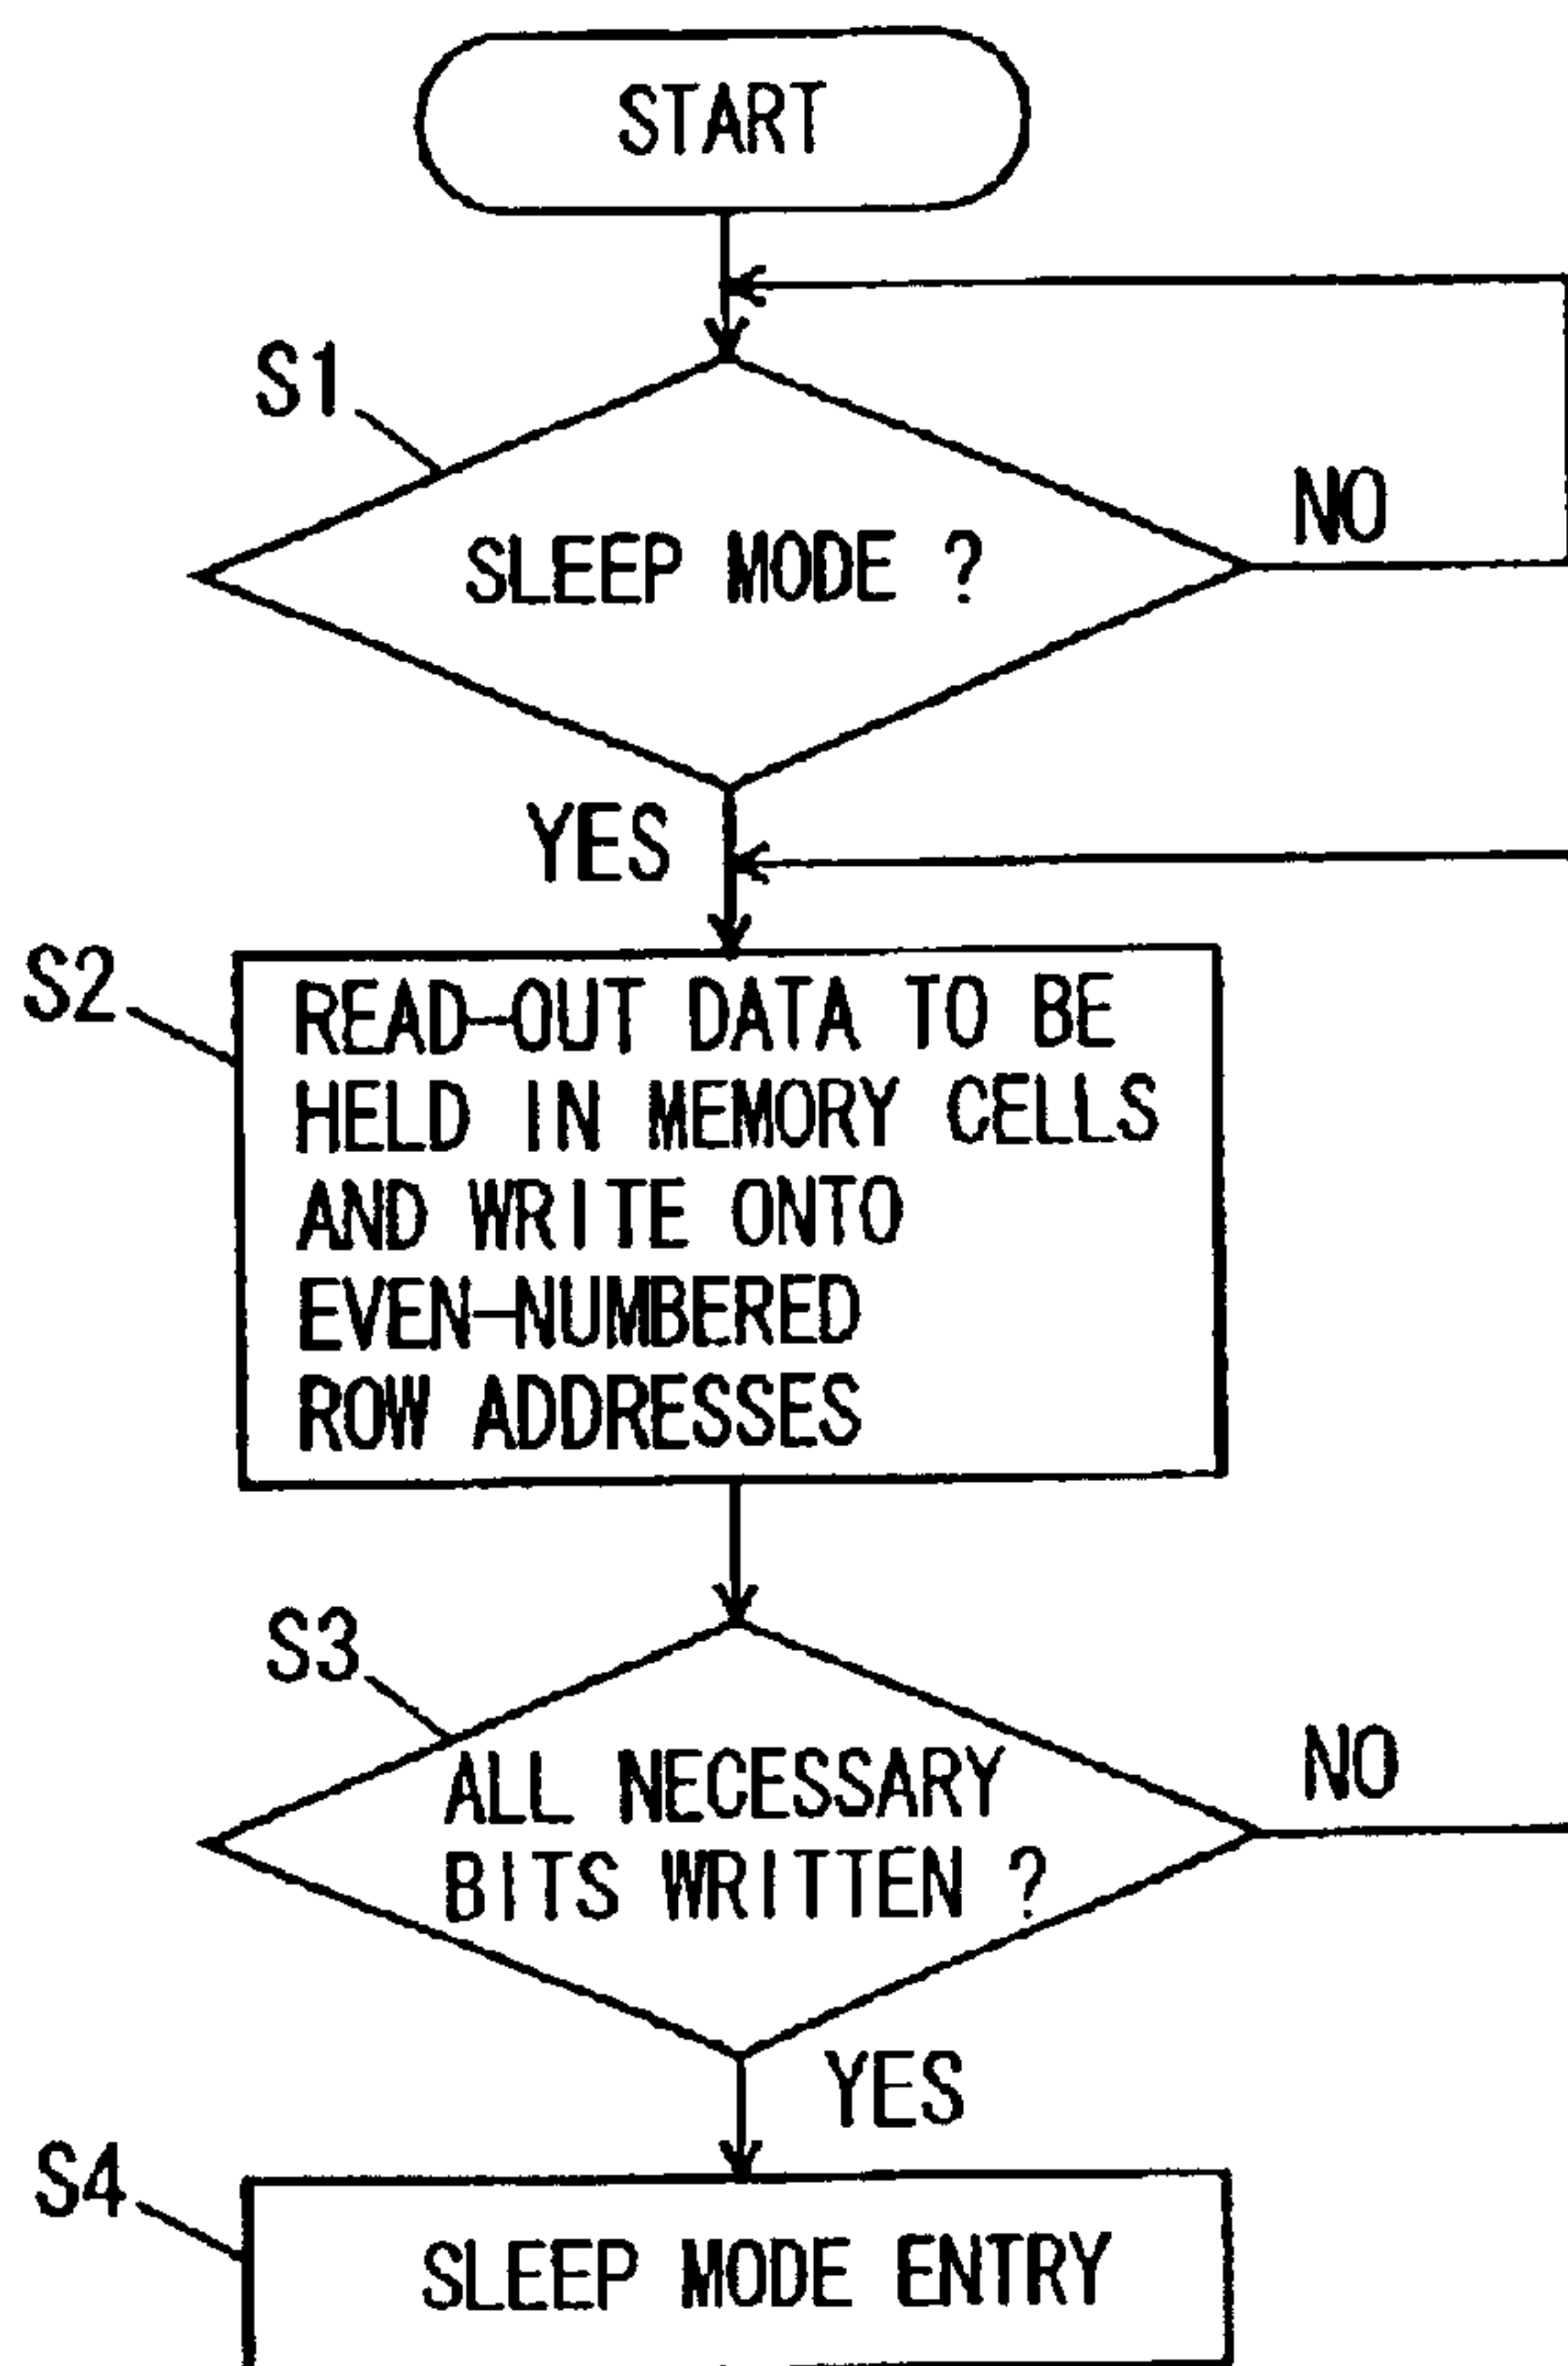 START
S1
SLEEP MODE ?
NO
YES
S2
READ-OUT DATA TO BE
HELD IN MEMORY CELLS
AND WRITE ONTO
EVEN-NUMBERED
ROW ADDRESSES
S3
ALL NECESSARY
BITS WRITTEN ?
NO
YES
S4
SLEEP MODE ENTRY